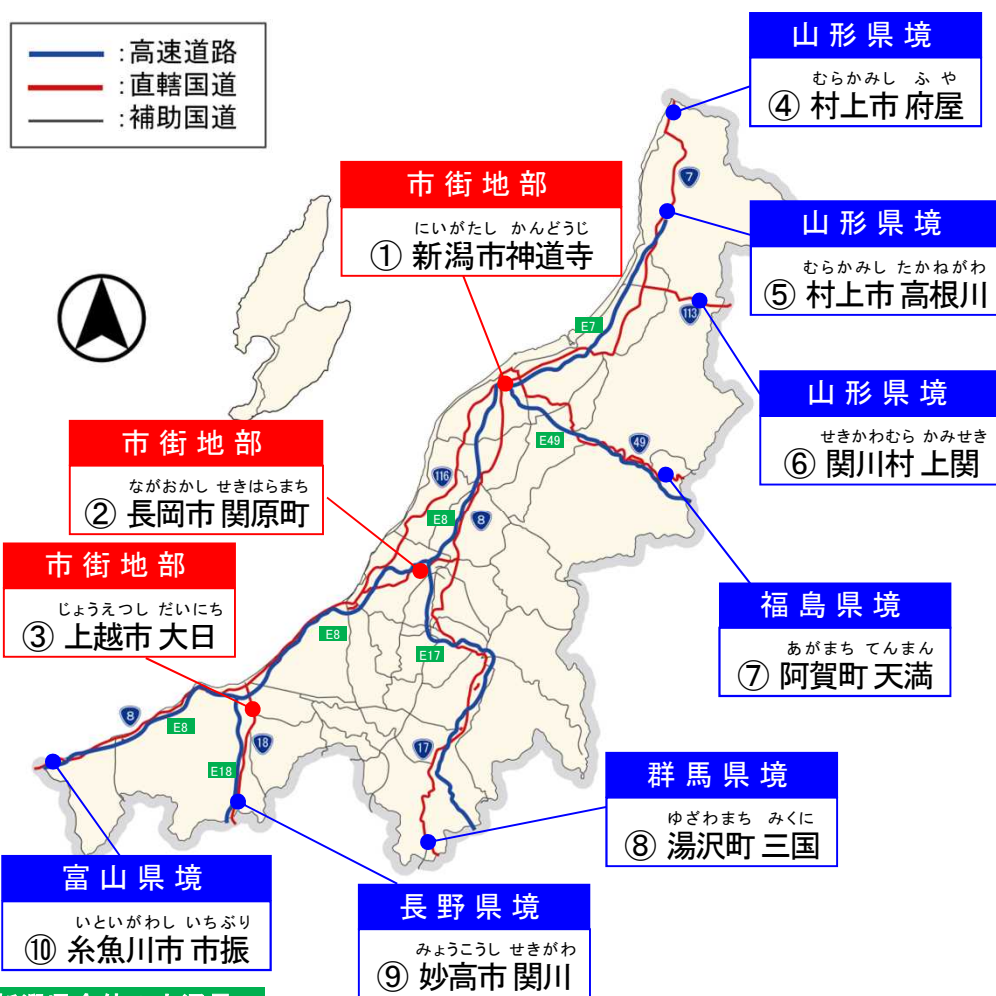 :高速道路
:直轄国道
:補助国道
山形県境
むらかみし ふや
④ 村上市 府屋
市街地部
にいがたし かんどうじ
① 新潟市神道寺
7
山形県境
むらかみし たかねがわ
⑤ 村上市 高根川
113
E7
山形県境
せきかわむら かみせき
⑥ 関川村 上関
市街地部
ながおかし せきはらまち
② 長岡市 関原町
E49
49
116
E8
8
市街地部
じょうえつし だいにち
③ 上越市 大日
E8
E17
福島県境
あがまち てんまん
⑦ 阿賀町 天満
8
E8
18
17
E18
群馬県境
ゆざわまち みくに
⑧ 湯沢町 三国
富山県境
いといがわし いちぶり
⑩ 糸魚川市 市振
長野県境
みょうこうし せきがわ
⑨ 妙高市 関川